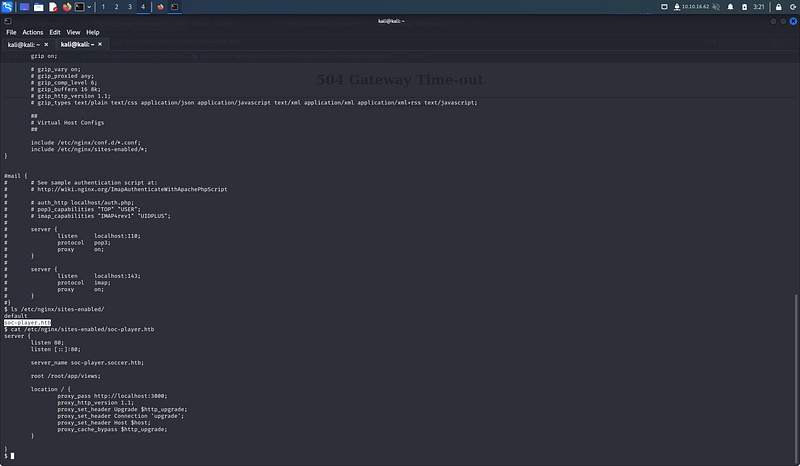 1 2 3 4
10.10.16.62
3:21
kali@kali: ~
File Actions Edit View Help
kali@kali: ~ × kali@kali: ~ ×
504 Gateway Time-out
gzip on;
# gzip_vary on;
# gzip_proxied any;
# gzip_comp_level 6;
# gzip_buffers 16 8k;
# gzip_http_version 1.1;
# gzip_types text/plain text/css application/json application/javascript text/xml application/xml application/xml+rss text/javascript;
##
# Virtual Host Configs
##
include /etc/nginx/conf.d/*.conf;
include /etc/nginx/sites-enabled/*;
}
#mail {
# # See sample authentication script at:
# # http://wiki.nginx.org/ImapAuthenticateWithApachePhpScript
#
# # auth_http localhost/auth.php;
# # pop3_capabilities "TOP" "USER";
# # imap_capabilities "IMAP4rev1" "UIDPLUS";
#
# server {
# listen localhost:110;
# protocol pop3;
# proxy on;
# }
#
# server {
# listen localhost:143;
# protocol imap;
# proxy on;
# }
#}
$ ls /etc/nginx/sites-enabled/
default
soc-player.htb
$ cat /etc/nginx/sites-enabled/soc-player.htb
server {
listen 80;
listen [::]:80;
server_name soc-player.soccer.htb;
root /root/app/views;
location / {
proxy_pass http://localhost:3000;
proxy_http_version 1.1;
proxy_set_header Upgrade $http_upgrade;
proxy_set_header Connection 'upgrade';
proxy_set_header Host $host;
proxy_cache_bypass $http_upgrade;
}
}
$